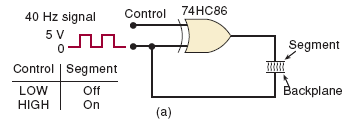 40 Hz signal
Control
74HC86
5 V
0
Segment
Control Segment
LOW Off
HIGH On
Backplane
(a)